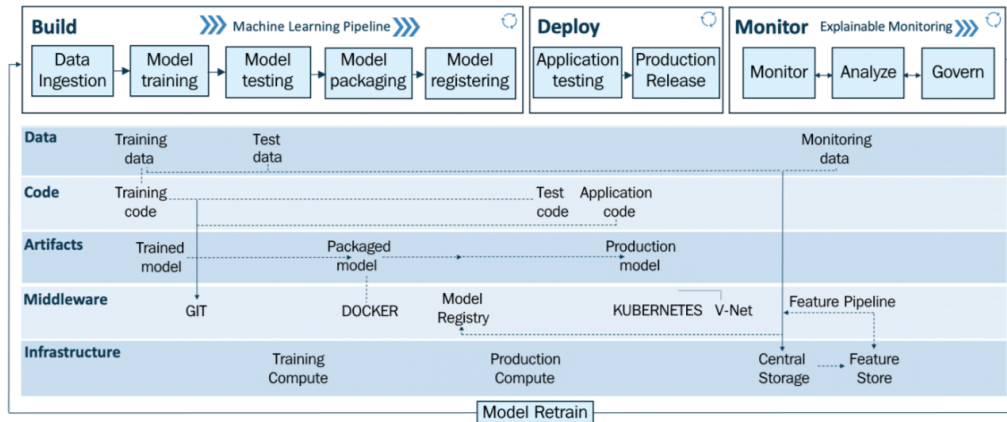 Build
Machine Learning Pipeline
Data
Ingestion
Model
training
Model
testing
Model
packaging
Model
registering
Deploy
Application
testing
Production
Release
Monitor
Explainable Monitoring
Monitor
Analyze
Govern
Data
Training
data
Test
data
Monitoring
data
Code
Training
code
Test
code
Application
code
Artifacts
Trained
model
Packaged
model
Production
model
Middleware
GIT
DOCKER
Model
Registry
KUBERNETES
V-Net
Feature Pipeline
Infrastructure
Training
Compute
Production
Compute
Central
Storage
Feature
Store
Model Retrain